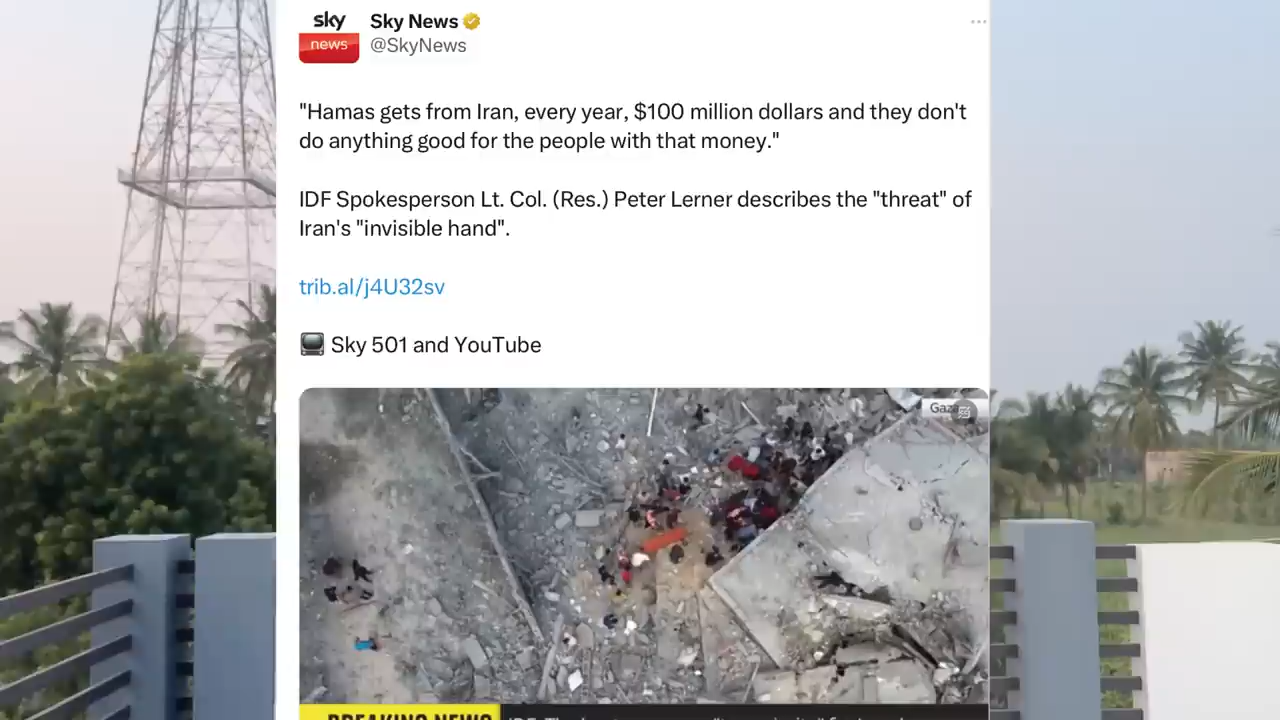 sky
news
Sky News
@SkyNews
"Hamas gets from Iran, every year, $100 million dollars and they don't
do anything good for the people with that money."
IDF Spokesperson Lt. Col. (Res.) Peter Lerner describes the "threat" of
Iran's "invisible hand".
trib.al/j4U32sv
Sky 501 and YouTube
BREAKING NEWS